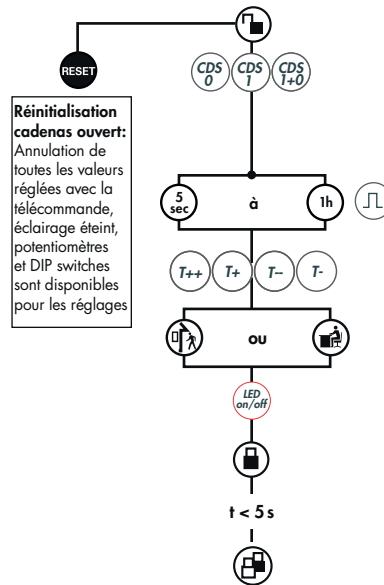 RESET
CDS
0
CDS
1
CDS
1+0
Réinitialisation
cadenas ouvert:
Annulation de
toutes les valeurs
réglées avec la
télécommande,
éclairage éteint,
potentiomètres
et DIP switches
sont disponibles
pour les réglages
5
sec
à
1h
T++
T+
T--
T-
ou
LED
on/off
t < 5 s